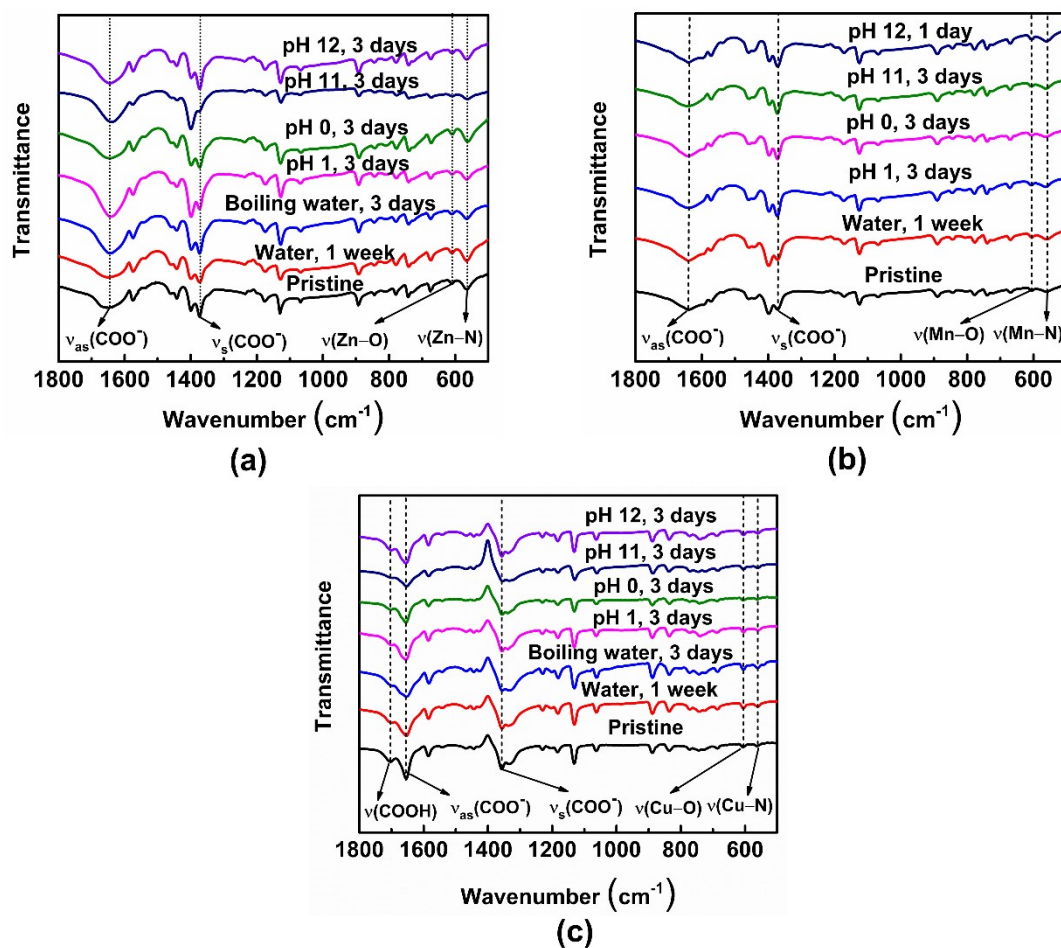 pH 12, 3 days
pH 11, 3 days
pH 0, 3 days
pH 1, 3 days
Boiling water, 3 days
Water, 1 week
Pristine
νas(COO⁻)
νs(COO⁻)
ν(Zn–O)
ν(Zn–N)
1800 1600 1400 1200 1000 800 600
Wavenumber (cm⁻¹)
Transmittance
(a)
pH 12, 1 day
pH 11, 3 days
pH 0, 3 days
pH 1, 3 days
Water, 1 week
Pristine
νas(COO⁻)
νs(COO⁻)
ν(Mn–O)
ν(Mn–N)
1800 1600 1400 1200 1000 800 600
Wavenumber (cm⁻¹)
Transmittance
(b)
pH 12, 3 days
pH 11, 3 days
pH 0, 3 days
pH 1, 3 days
Boiling water, 3 days
Water, 1 week
Pristine
ν(COOH)
νas(COO⁻)
νs(COO⁻)
ν(Cu–O)
ν(Cu–N)
1800 1600 1400 1200 1000 800 600
Wavenumber (cm⁻¹)
Transmittance
(c)